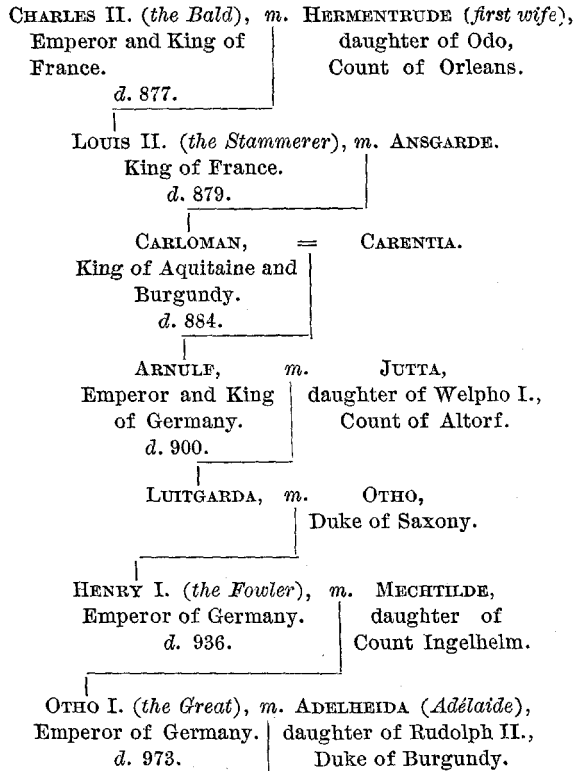 CHARLES II. (the Bald), m. HERMENTRUDE (first wife),
Emperor and King of daughter of Odo,
France. Count of Orleans.
d. 877.
LOUIS II. (the Stammerer), m. ANSGARDE.
King of France.
d. 879.
CARLOMAN, = CARENTIA.
King of Aquitaine and
Burgundy.
d. 884.
ARNULF, m. JUTTA,
Emperor and King daughter of Welpho I.,
of Germany. Count of Altorf.
d. 900.
LUITGARDA, m. OTHO,
Duke of Saxony.
HENRY I. (the Fowler), m. MECHTILDE,
Emperor of Germany. daughter of
d. 936. Count Ingelhelm.
OTHO I. (the Great), m. ADELHEIDA (Adélaide),
Emperor of Germany. daughter of Rudolph II.,
d. 973. Duke of Burgundy.